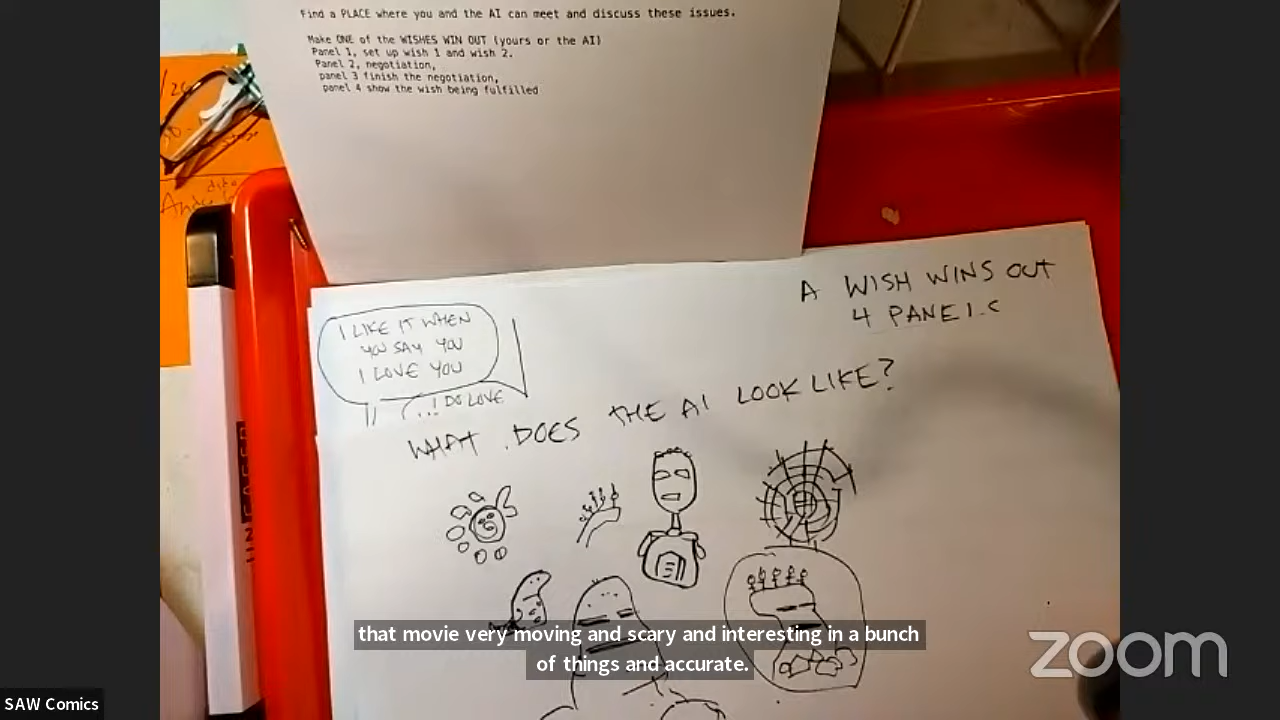 Find a PLACE where you and the AI can meet and discuss these issues.
Make ONE of the WISHES WIN OUT (yours or the AI)
Panel 1, set up wish 1 and wish 2.
Panel 2, negotiation,
panel 3 finish the negotiation,
panel 4 show the wish being fulfilled
A WISH WINS OUT
4 PANELS
I LIKE IT WHEN
YOU SAY YOU
I LOVE YOU
...I DO LOVE
WHAT DOES THE AI LOOK LIKE?
that movie very moving and scary and interesting in a bunch
of things and accurate.
zoom
SAW Comics